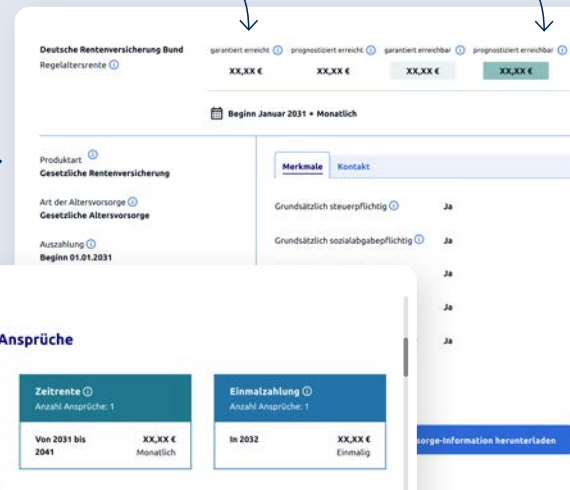 Deutsche Rentenversicherung Bund
Regelaltersrente
garantiert erreicht prognostiziert erreicht garantiert erreichbar prognostiziert erreichbar
XX,XX € XX,XX € XX,XX € XX,XX €
Beginn Januar 2031 • Monatlich
Produktart
Gesetzliche Rentenversicherung
Art der Altersvorsorge
Gesetzliche Altersvorsorge
Auszahlung
Beginn 01.01.2031
Merkmale Kontakt
Grundsätzlich steuerpflichtig Ja
Grundsätzlich sozialabgabepflichtig Ja
Ja
Ja
Ja
Ansprüche
Zeitrente
Anzahl Ansprüche: 1
Von 2031 bis XX,XX €
2041 Monatlich
Einmalzahlung
Anzahl Ansprüche: 1
In 2032 XX,XX €
Einmalig
sorge-Information herunterladen